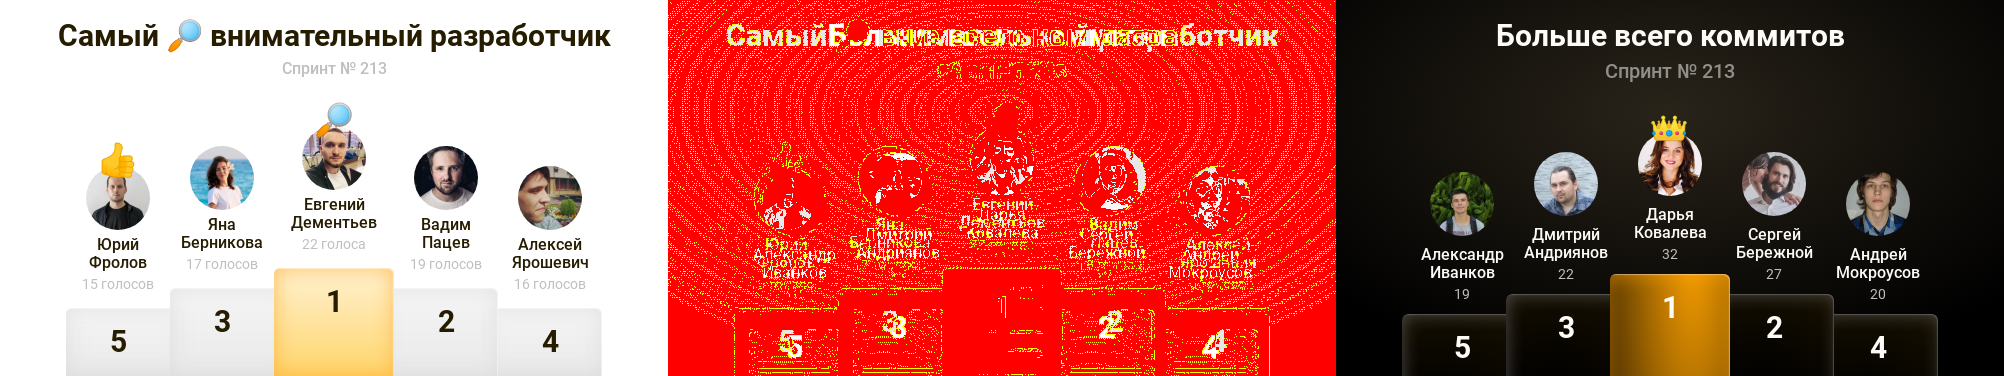 Самый 🔎 внимательный разработчик
Спринт № 213
Евгений
Дементьев
22 голоса
Яна
Берникова
17 голосов
Вадим
Пацев
19 голосов
Юрий
Фролов
15 голосов
Алексей
Ярошевич
16 голосов
1
3
2
5
4
Больше всего коммитов
Спринт № 213
Дарья
Ковалева
32
Дмитрий
Андриянов
22
Сергей
Бережной
27
Александр
Иванков
19
Андрей
Мокроусов
20
1
3
2
5
4